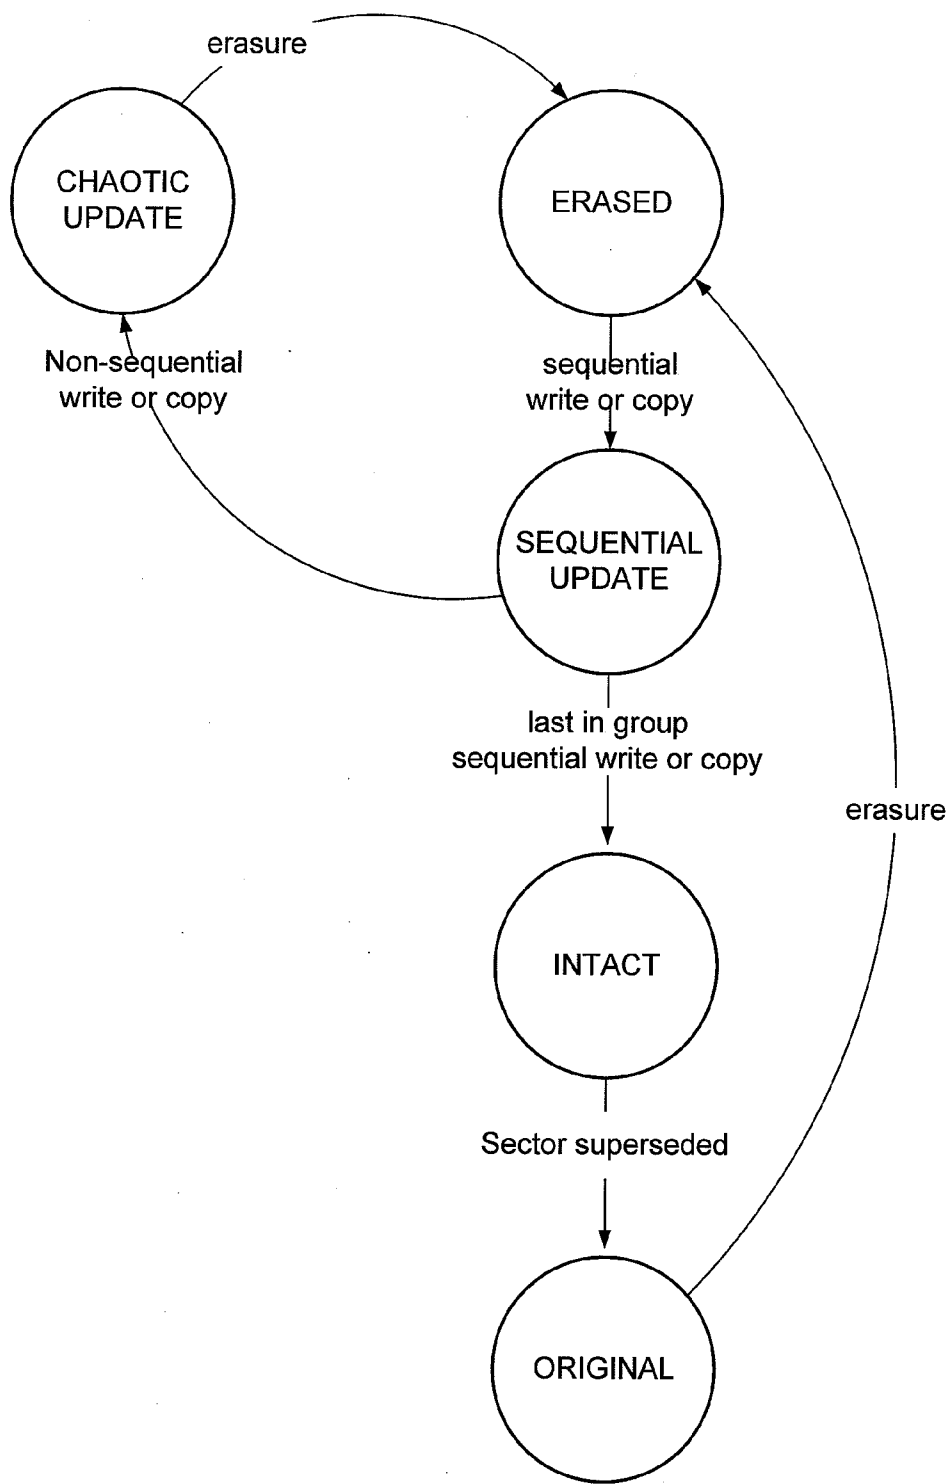 erasure
CHAOTIC
UPDATE
ERASED
Non-sequential
write or copy
sequential
write or copy
SEQUENTIAL
UPDATE
last in group
sequential write or copy
erasure
INTACT
Sector superseded
ORIGINAL